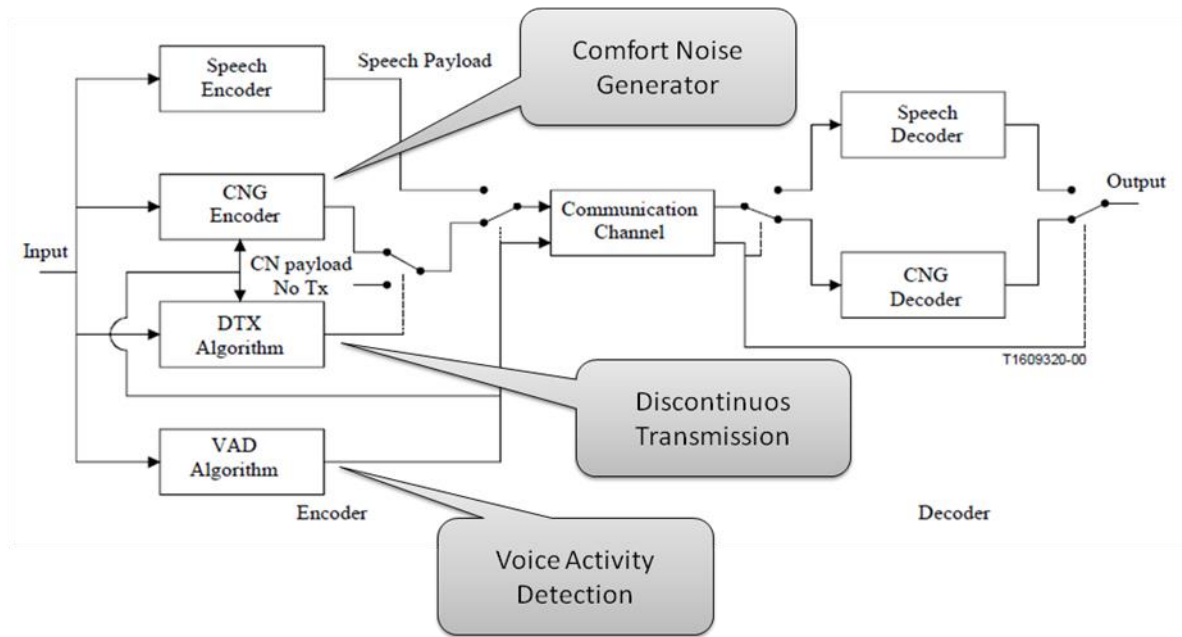 Comfort Noise
Generator
Speech
Encoder
Speech Payload
Speech
Decoder
CNG
Encoder
Communication
Channel
Output
Input
CN payload
No Tx
CNG
Decoder
DTX
Algorithm
T1609320-00
Discontinuos
Transmission
VAD
Algorithm
Encoder
Decoder
Voice Activity
Detection